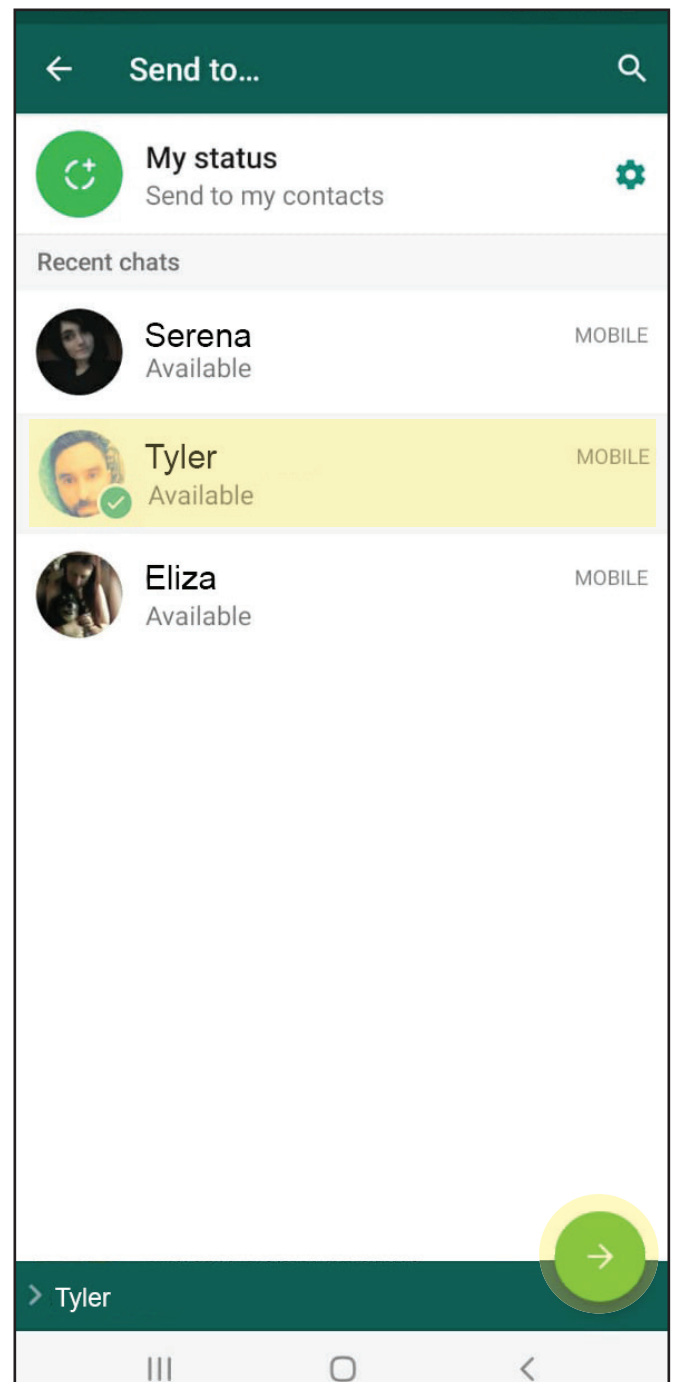 Send to...
My status
Send to my contacts
Recent chats
Serena
MOBILE
Available
Tyler
MOBILE
Available
Eliza
MOBILE
Available
Tyler